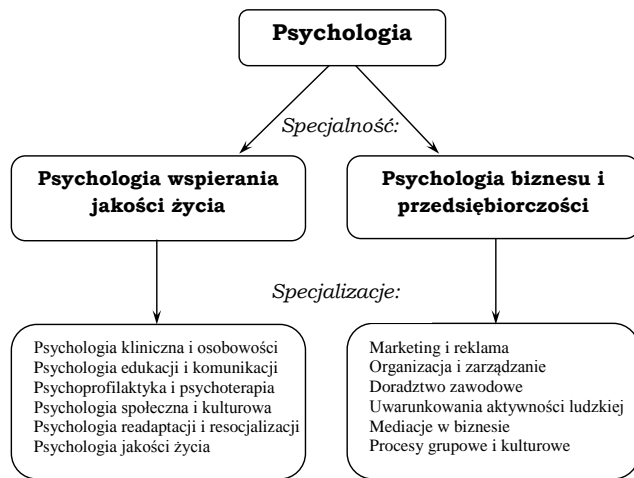 Psychologia
Specjalność:
Psychologia wspierania
jakości życia
Psychologia biznesu i
przedsiębiorczości
Specjalizacje:
Psychologia kliniczna i osobowości
Psychologia edukacji i komunikacji
Psychoprofilaktyka i psychoterapia
Psychologia społeczna i kulturowa
Psychologia readaptacji i resocjalizacji
Psychologia jakości życia
Marketing i reklama
Organizacja i zarządzanie
Doradztwo zawodowe
Uwarunkowania aktywności ludzkiej
Mediacje w biznesie
Procesy grupowe i kulturowe